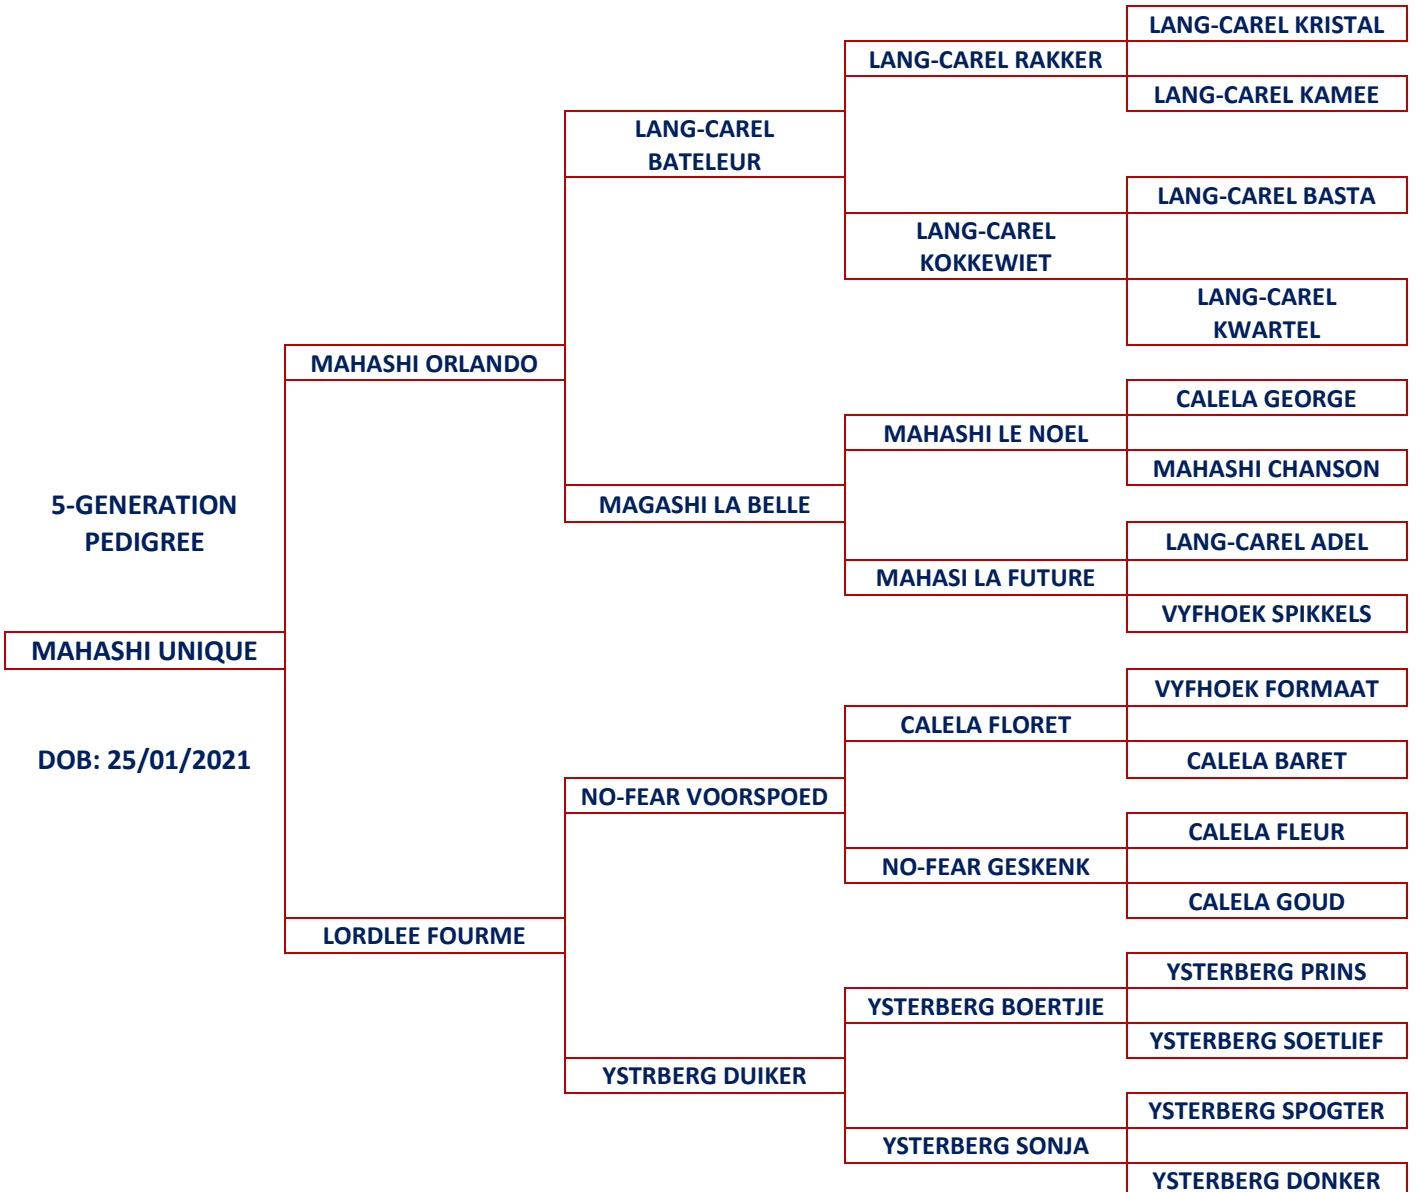 LANG-CAREL KRISTAL
LANG-CAREL RAKKER
LANG-CAREL KAMEE
LANG-CAREL
BATELEUR
LANG-CAREL BASTA
LANG-CAREL
KOKKEWIET
LANG-CAREL
KWARTEL
MAHASHI ORLANDO
CALELA GEORGE
MAHASHI LE NOEL
MAHASHI CHANSON
5-GENERATION
PEDIGREE
MAGASHI LA BELLE
LANG-CAREL ADEL
MAHASI LA FUTURE
VYFHOEK SPIKKELS
MAHASHI UNIQUE
VYFHOEK FORMAAT
CALELA FLORET
CALELA BARET
DOB: 25/01/2021
NO-FEAR VOORSPOED
CALELA FLEUR
NO-FEAR GESKENK
CALELA GOUD
LORDLEE FOURME
YSTERBERG PRINS
YSTERBERG BOERTJIE
YSTERBERG SOETLIEF
YSTRBERG DUIKER
YSTERBERG SPOGTER
YSTERBERG SONJA
YSTERBERG DONKER